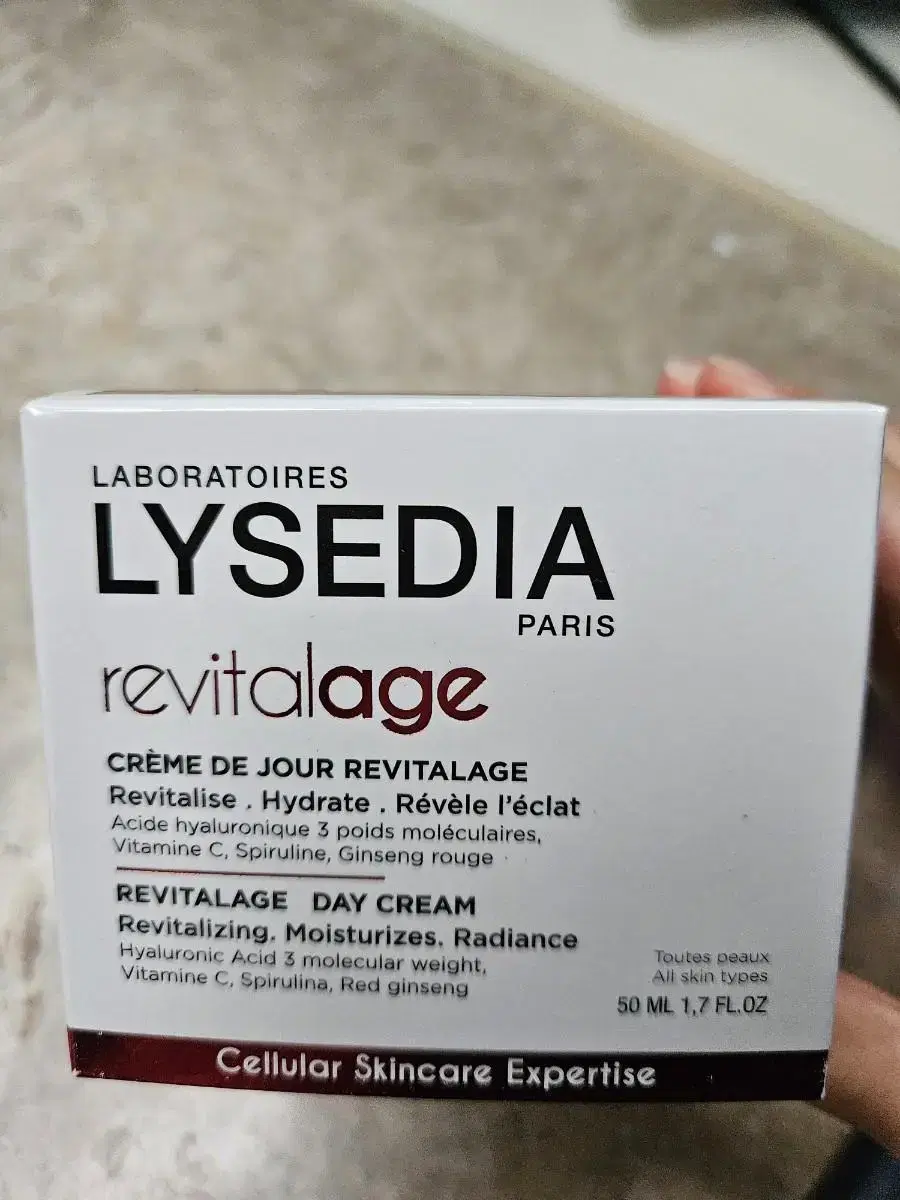 LABORATOIRES
LYSEDIA
PARIS
revitalage
CRÈME DE JOUR REVITALAGE
Revitalise . Hydrate . Révèle l'éclat
Acide hyaluronique 3 poids moléculaires,
Vitamine C, Spiruline, Ginseng rouge
REVITALAGE DAY CREAM
Revitalizing. Moisturizes. Radiance
Hyaluronic Acid 3 molecular weight,
Vitamine C, Spirulina, Red ginseng
Toutes peaux
All skin types
50 ML 1,7 FL.OZ
Cellular Skincare Expertise